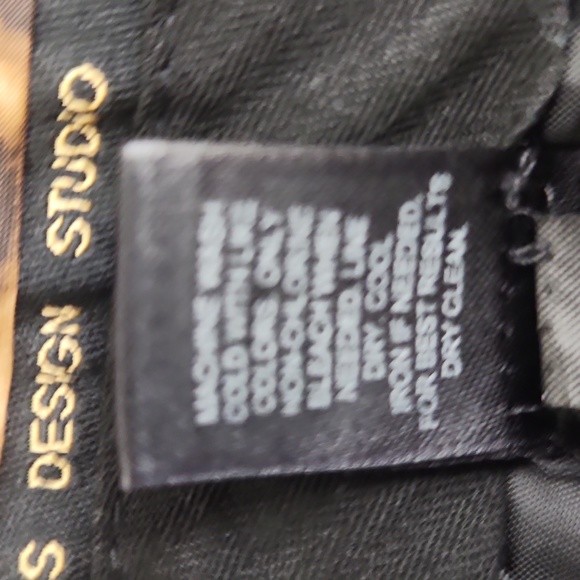 S DESIGN STUDIO
MACHINE WASH
COLD WITH LIKE
COLORS. ONLY
NON-CHLORINE
BLEACH WHEN
NEEDED. LINE
DRY. COOL
IRON IF NEEDED.
FOR BEST RESULTS
DRY CLEAN.